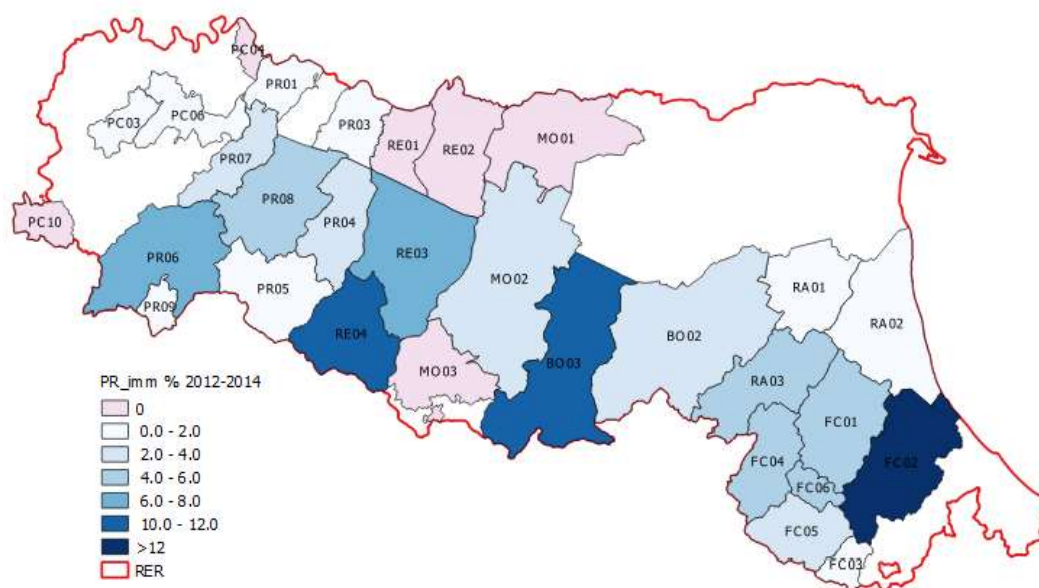 PC04
PR01
PC06
PC03
PR03
RE01
RE02
MO01
PR07
PR08
PR04
PC10
PR06
RE03
MO02
PR09
PR05
RA01
RA02
RE04
BO02
BO03
MO03
RA03
PR_imm % 2012-2014
0
0.0 - 2.0
2.0 - 4.0
4.0 - 6.0
6.0 - 8.0
10.0 - 12.0
>12
RER
FC01
FC04
FC02
FC06
FC05
FC03